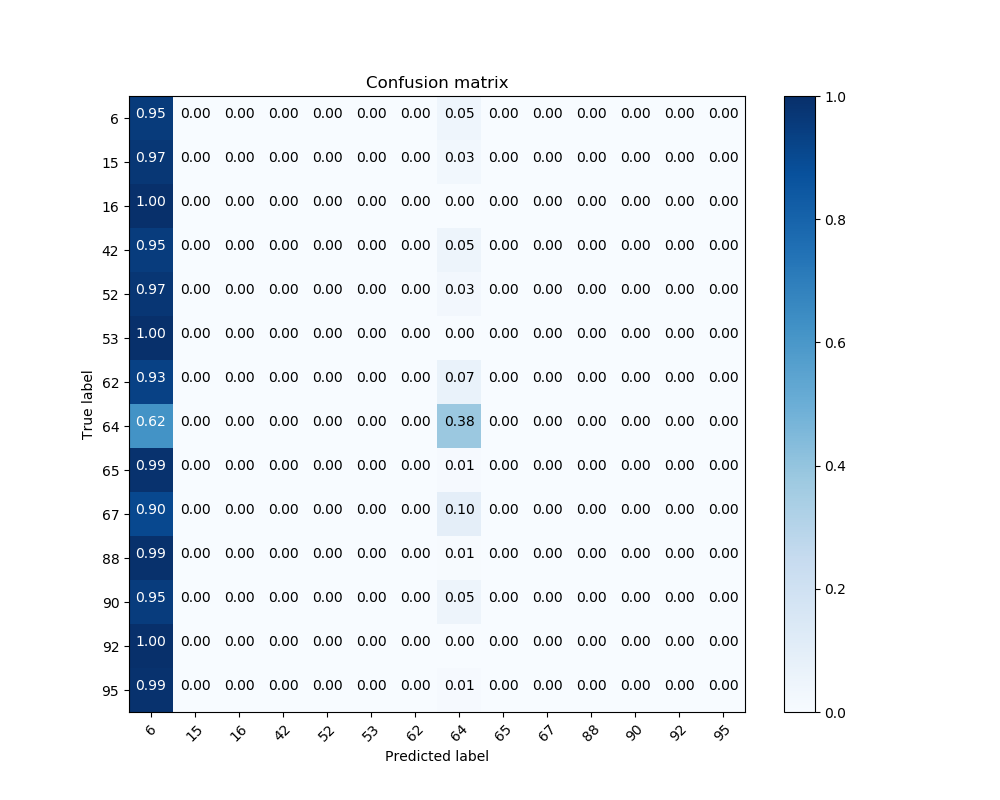 Confusion matrix
6 0.95 0.00 0.00 0.00 0.00 0.00 0.00 0.05 0.00 0.00 0.00 0.00 0.00 0.00
15 0.97 0.00 0.00 0.00 0.00 0.00 0.00 0.03 0.00 0.00 0.00 0.00 0.00 0.00
16 1.00 0.00 0.00 0.00 0.00 0.00 0.00 0.00 0.00 0.00 0.00 0.00 0.00 0.00
42 0.95 0.00 0.00 0.00 0.00 0.00 0.00 0.05 0.00 0.00 0.00 0.00 0.00 0.00
52 0.97 0.00 0.00 0.00 0.00 0.00 0.00 0.03 0.00 0.00 0.00 0.00 0.00 0.00
53 1.00 0.00 0.00 0.00 0.00 0.00 0.00 0.00 0.00 0.00 0.00 0.00 0.00 0.00
62 0.93 0.00 0.00 0.00 0.00 0.00 0.00 0.07 0.00 0.00 0.00 0.00 0.00 0.00
64 0.62 0.00 0.00 0.00 0.00 0.00 0.00 0.38 0.00 0.00 0.00 0.00 0.00 0.00
65 0.99 0.00 0.00 0.00 0.00 0.00 0.00 0.01 0.00 0.00 0.00 0.00 0.00 0.00
67 0.90 0.00 0.00 0.00 0.00 0.00 0.00 0.10 0.00 0.00 0.00 0.00 0.00 0.00
88 0.99 0.00 0.00 0.00 0.00 0.00 0.00 0.01 0.00 0.00 0.00 0.00 0.00 0.00
90 0.95 0.00 0.00 0.00 0.00 0.00 0.00 0.05 0.00 0.00 0.00 0.00 0.00 0.00
92 1.00 0.00 0.00 0.00 0.00 0.00 0.00 0.00 0.00 0.00 0.00 0.00 0.00 0.00
95 0.99 0.00 0.00 0.00 0.00 0.00 0.00 0.01 0.00 0.00 0.00 0.00 0.00 0.00
6 15 16 42 52 53 62 64 65 67 88 90 92 95
Predicted label
True label
1.0
0.8
0.6
0.4
0.2
0.0